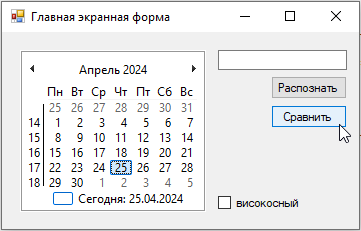 Главная экранная форма
Апрель 2024
Распознать
Пн Вт Ср Чт Пт Сб Вс
25 26 27 28 29 30 31
Сравнить
14 1 2 3 4 5 6 7
15 8 9 10 11 12 13 14
16 15 16 17 18 19 20 21
17 22 23 24 25 26 27 28
18 29 30 1 2 3 4 5
Сегодня: 25.04.2024
високосный